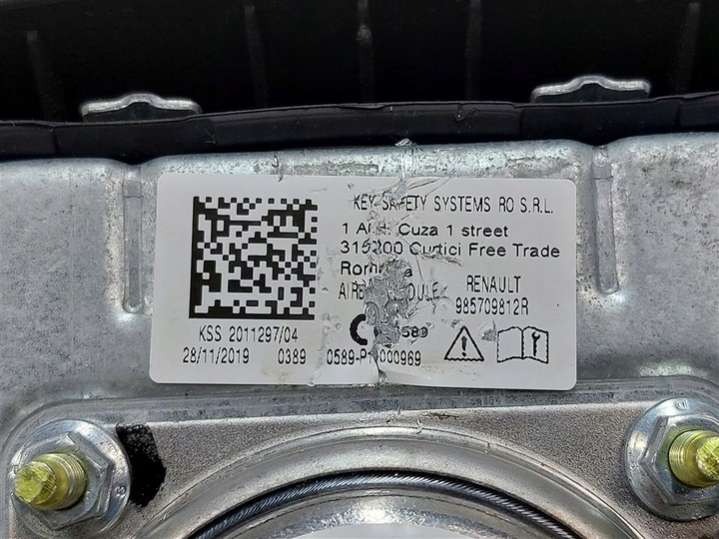 KEY SAFETY SYSTEMS RO S.R.L.
1 Cuza 1 street
Curtici Free Trade
RENAULT
985709812R
KSS 2011297/04
28/11/2019 0389